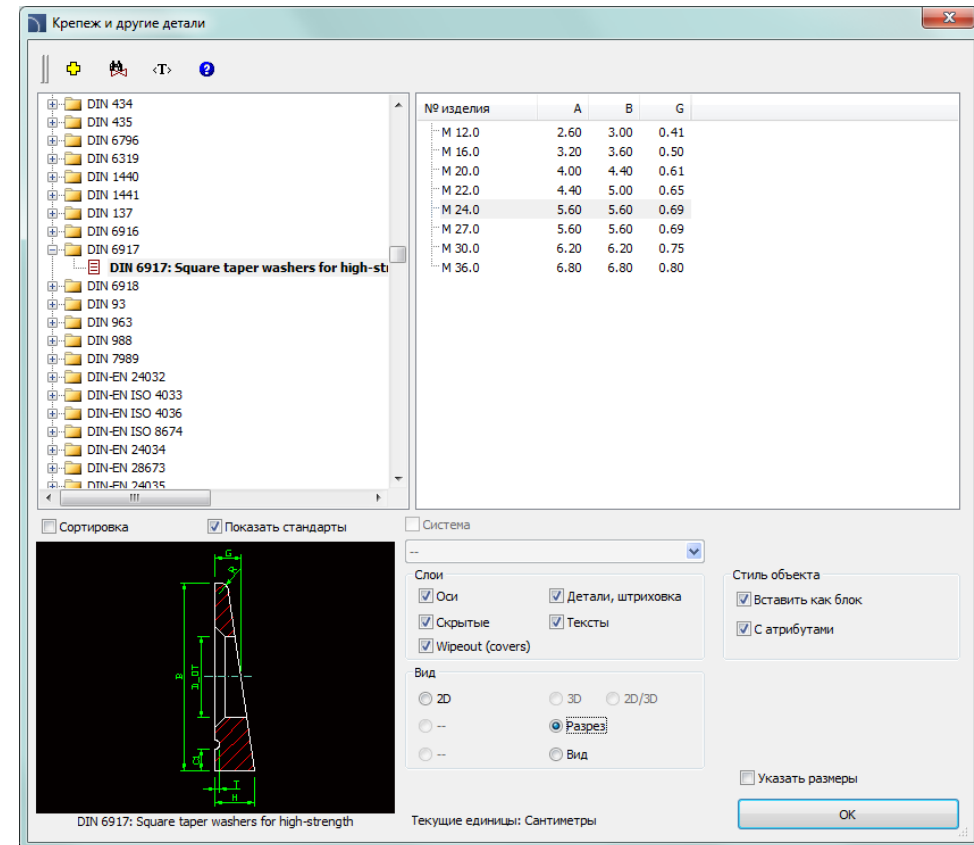 Крепеж и другие детали
X
<T> ?
DIN 434
DIN 435
DIN 6796
DIN 6319
DIN 1440
DIN 1441
DIN 137
DIN 6916
DIN 6917
DIN 6917: Square taper washers for high-st
DIN 6918
DIN 93
DIN 963
DIN 988
DIN 7989
DIN-EN 24032
DIN-EN ISO 4033
DIN-EN ISO 4036
DIN-EN ISO 8674
DIN-EN 24034
DIN-EN 28673
DIN-EN 24035
№ изделия A B G
M 12.0 2.60 3.00 0.41
M 16.0 3.20 3.60 0.50
M 20.0 4.00 4.40 0.61
M 22.0 4.40 5.00 0.65
M 24.0 5.60 5.60 0.69
M 27.0 5.60 5.60 0.69
M 30.0 6.20 6.20 0.75
M 36.0 6.80 6.80 0.80
Сортировка Показать стандарты
G
R
B
B_DT
C1
T
H
DIN 6917: Square taper washers for high-strength
Система
--
Слои
Оси Детали, штриховка
Скрытые Тексты
Wipeout (covers)
Вид
2D 3D 2D/3D
-- Разрез
-- Вид
Текущие единицы: Сантиметры
Стиль объекта
Вставить как блок
С атрибутами
Указать размеры
OK